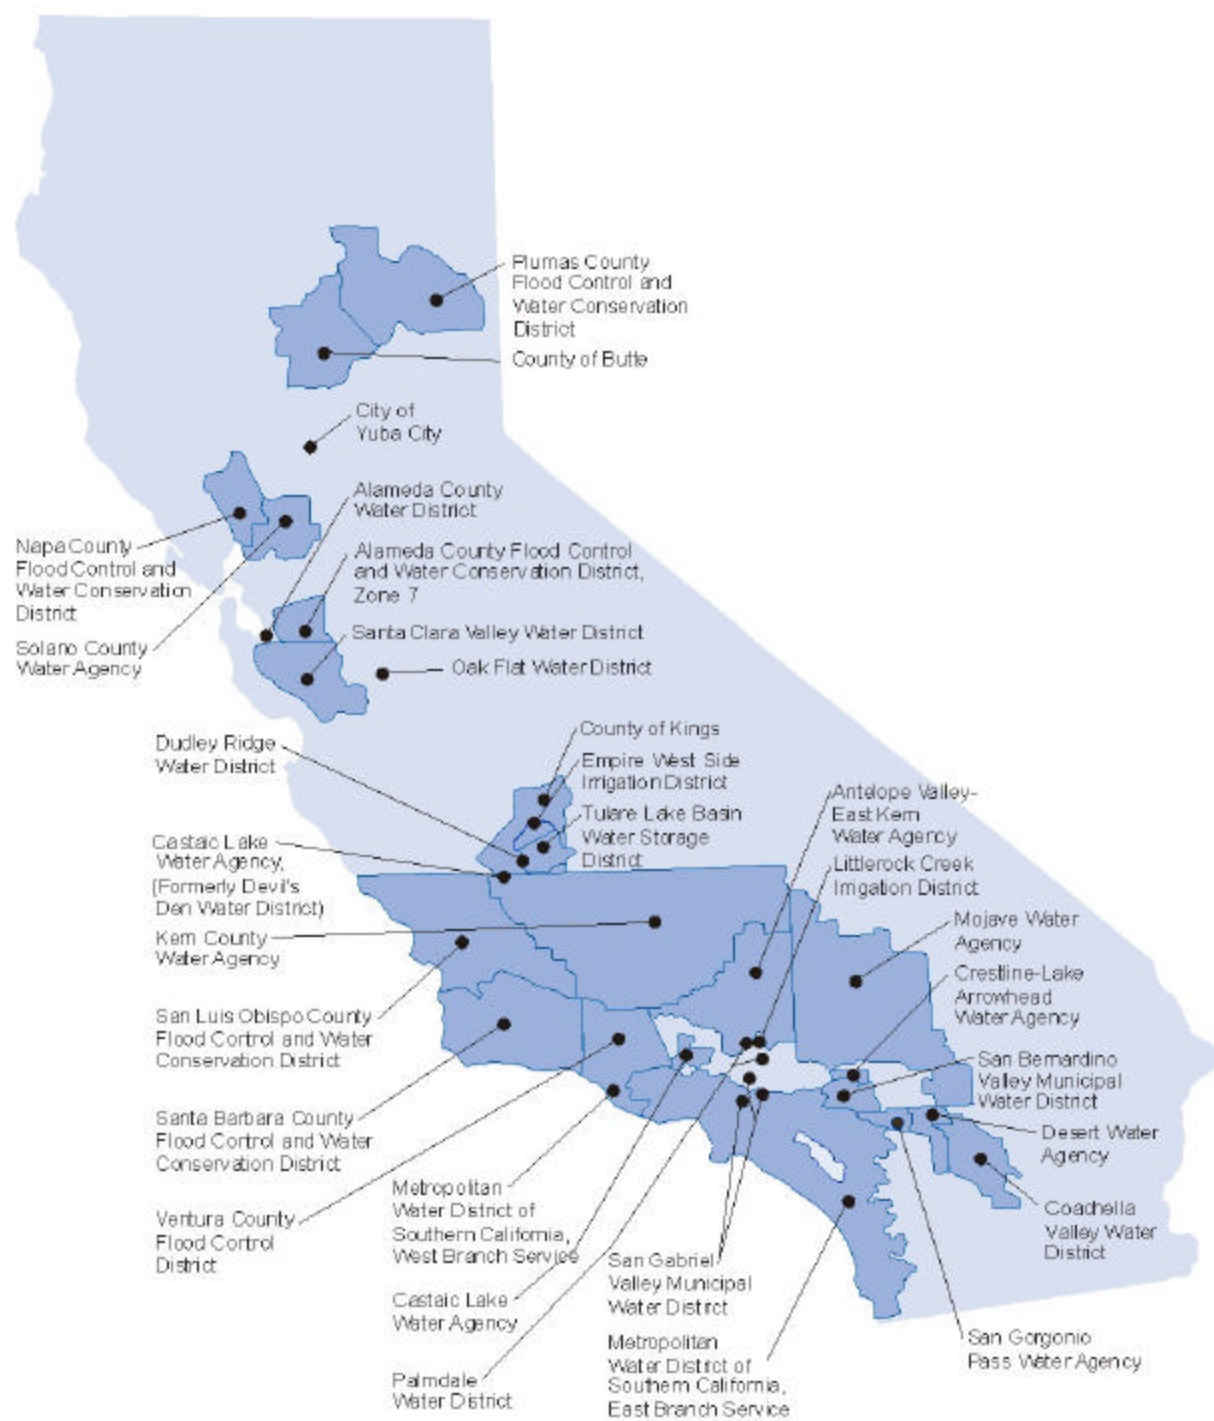 Plumas County
Flood Control and
Water Conservation
District
County of Butte
City of
Yuba City
Alameda County
Water District
Napa County
Flood Control and
Water Conservation
District
Alameda County Flood Control
and Water Conservation District,
Zone 7
Solano County
Water Agency
Santa Clara Valley Water District
Oak Flat Water District
Dudley Ridge
Water District
County of Kings
Empire West Side
Irrigation District
Tulare Lake Basin
Water Storage
District
Antelope Valley-
East Kern
Water Agency
Castaic Lake
Water Agency,
(Formerly Devil's
Den Water District)
Littlerock Creek
Irrigation District
Kern County
Water Agency
Mojave Water
Agency
Crestline-Lake
Arrowhead
Water Agency
San Luis Obispo County
Flood Control and Water
Conservation District
San Bernardino
Valley Municipal
Water District
Santa Barbara County
Flood Control and Water
Conservation District
Desert Water
Agency
Metropolitan
Water District of
Southern California,
West Branch Service
Ventura County
Flood Cortrol
District
Coachella
Valley Water
District
San Gabriel
Valley Municipal
Water District
Castaic Lake
Water Agency
Metropolitan
Water District of
Southern California,
East Branch Service
San Gorgonio
Pass Water Agency
Palmdale
Water District